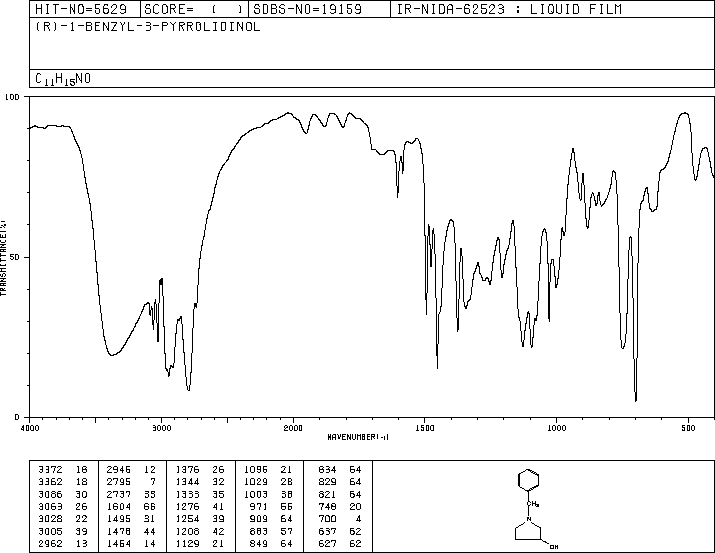 HIT-NO=5629 SCORE= ( ) SDBS-NO=19159 IR-NIDA-62523 : LIQUID FILM
(R)-1-BENZYL-3-PYRROLIDINOL
C11H15NO
100
50
0
TRANSMITTANCE(%)
4000 3000 2000 1500 1000 500
WAVENUMBER(-1)
3372 18 2946 12 1376 26 1096 21 834 64
3362 18 2795 7 1344 32 1029 28 829 64
3086 30 2737 35 1333 35 1003 38 821 64
3063 26 1604 66 1276 41 971 55 748 20
3028 22 1495 31 1254 39 909 64 700 4
3005 39 1478 44 1208 42 883 57 637 62
2962 13 1454 14 1129 21 849 64 627 62
CH2
N
OH